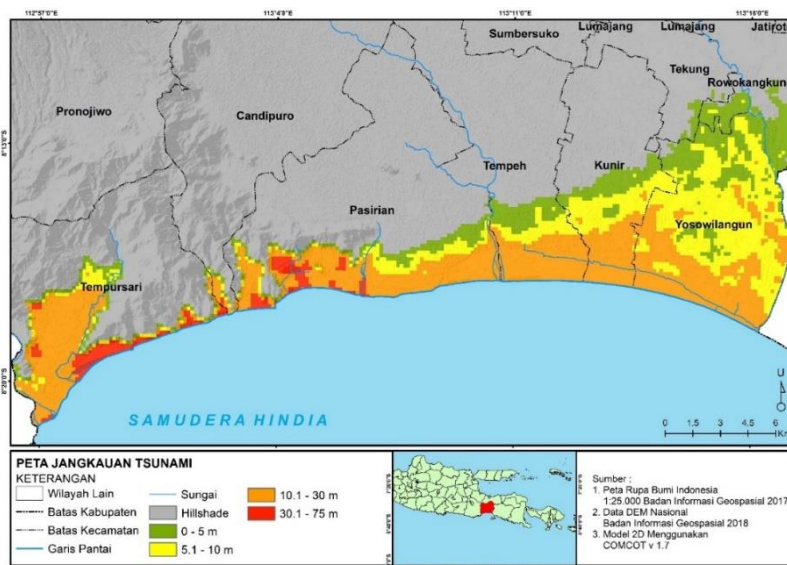 112°57'0"E 113°4'0"E 113°11'0"E 113°18'0"E
Sumbersuko
Lumajang
Lumajang
Jatiroto
Tekung
Rowokangkung
Pronojiwo
Candipuro
8°13'0"S
Tempeh
Kunir
Pasirian
Yosowilangun
Tempursari
8°20'0"S
U
SAMUDERA HINDIA
0 1.5 3 4.5 6
PETA JANGKAUAN TSUNAMI
KETERANGAN
Wilayah Lain
Batas Kabupaten
Batas Kecamatan
Garis Pantai
Sungai
Hillshade
0 - 5 m
5.1 - 10 m
10.1 - 30 m
30.1 - 75 m
Sumber :
1. Peta Rupa Bumi Indonesia
1:25.000 Badan Informasi Geospasial 2017
2. Data DEM Nasional
Badan Informasi Geospasial 2018
3. Model 2D Menggunakan
COMCOT v 1.7